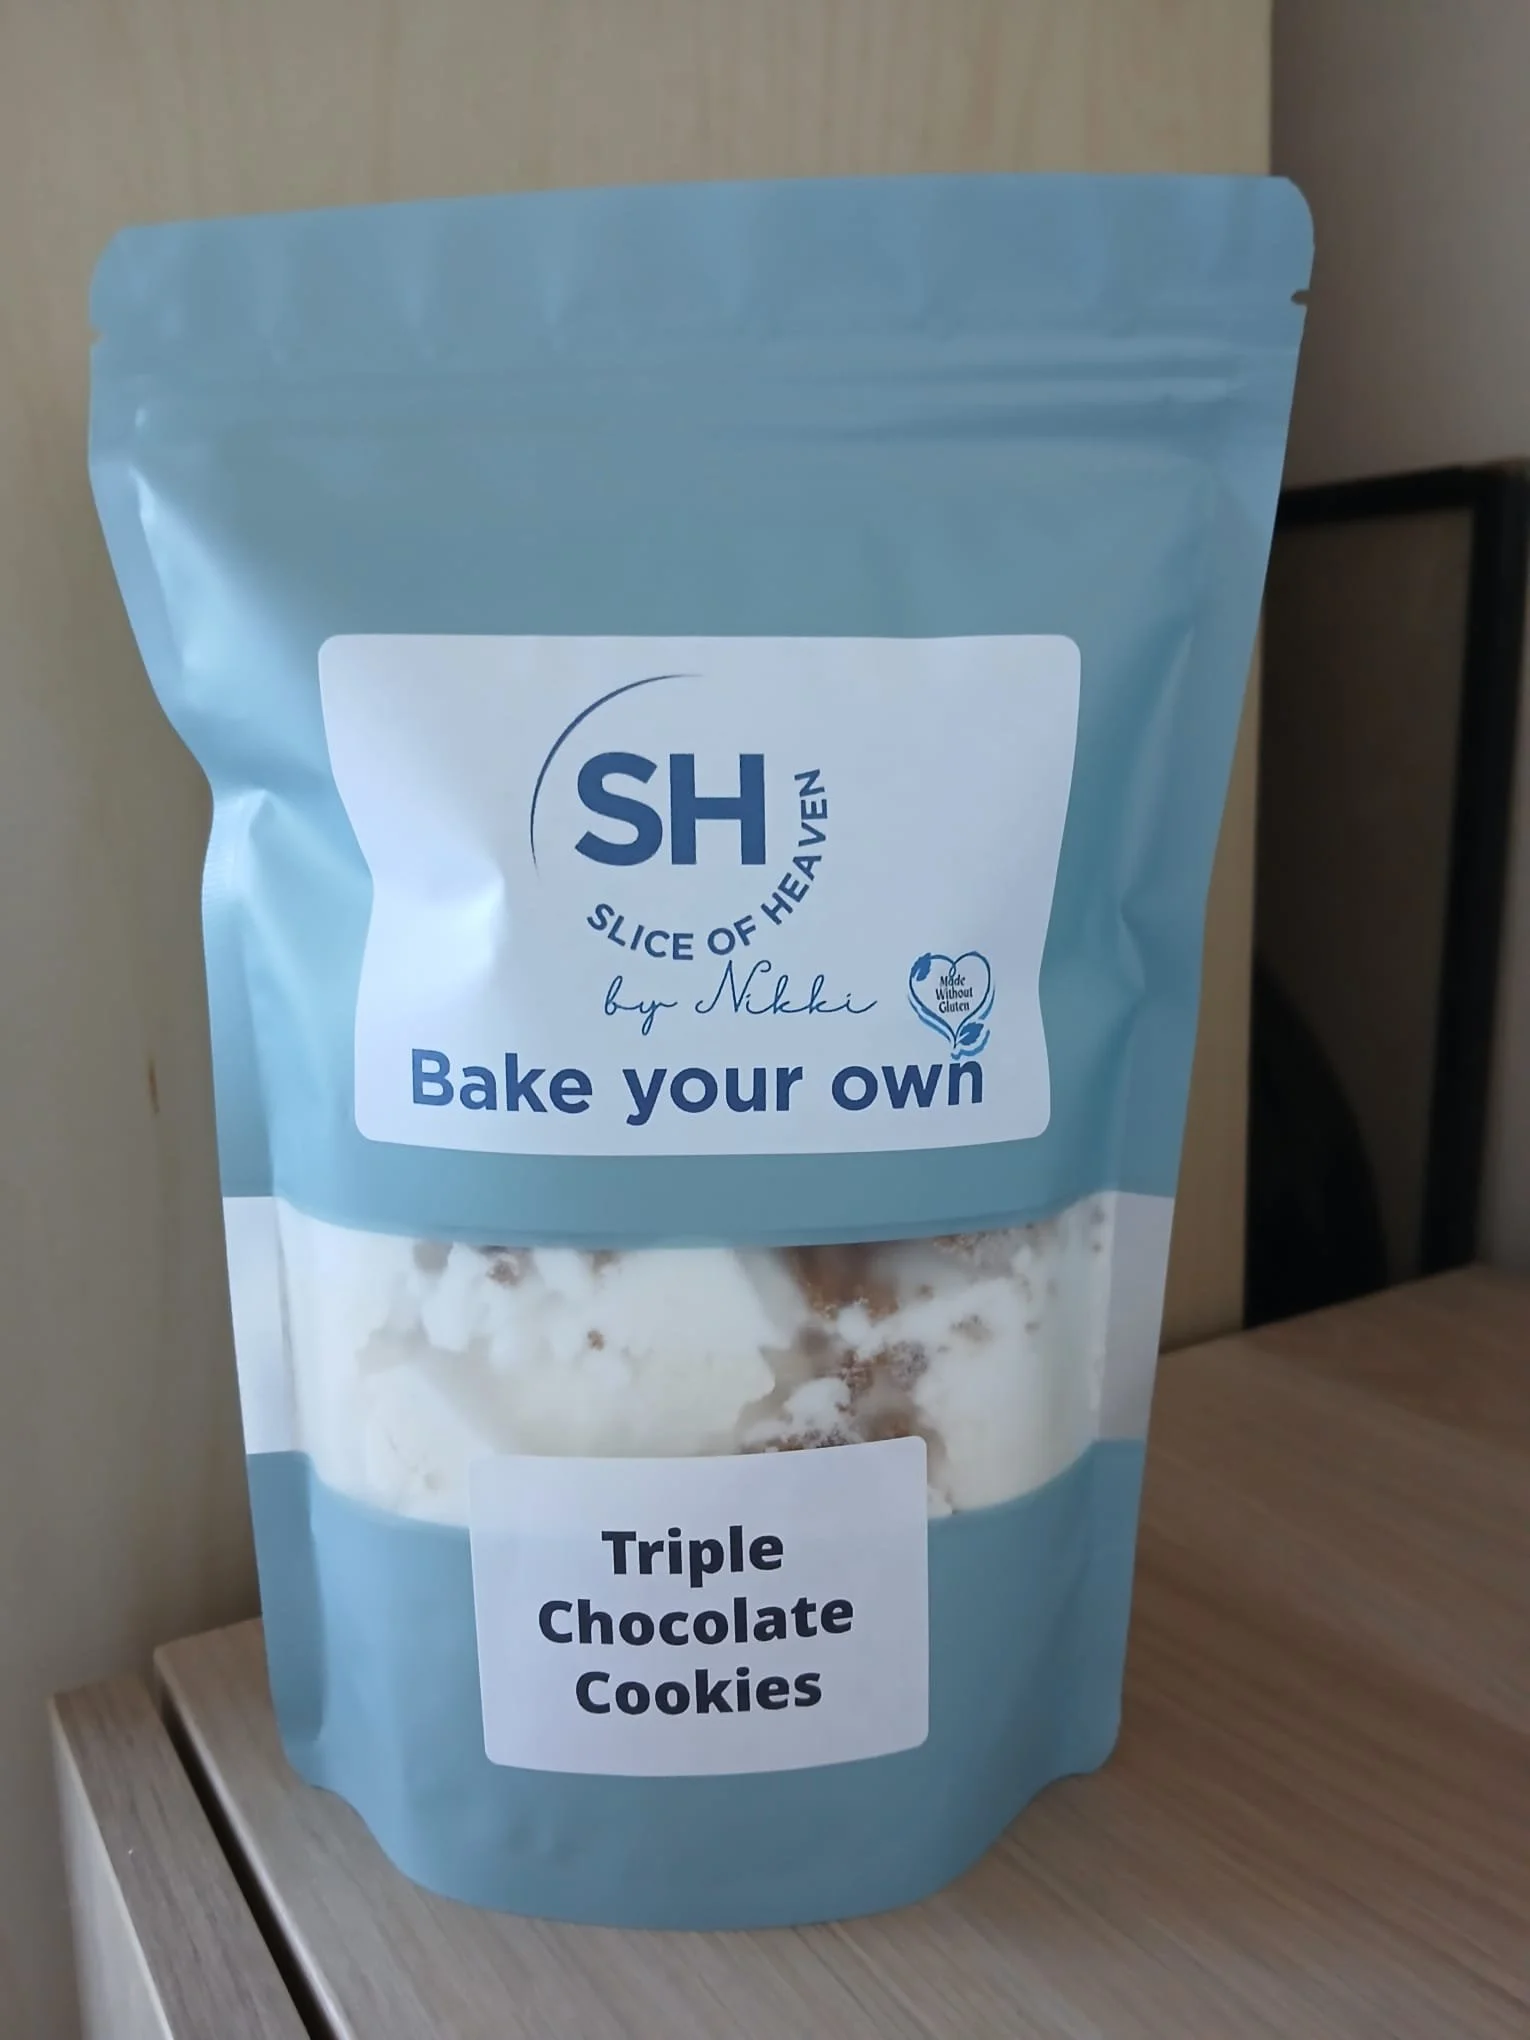 SH
SLICE OF HEAVEN
by Nikki
Made
Without
Gluten
Bake your own
Triple
Chocolate
Cookies